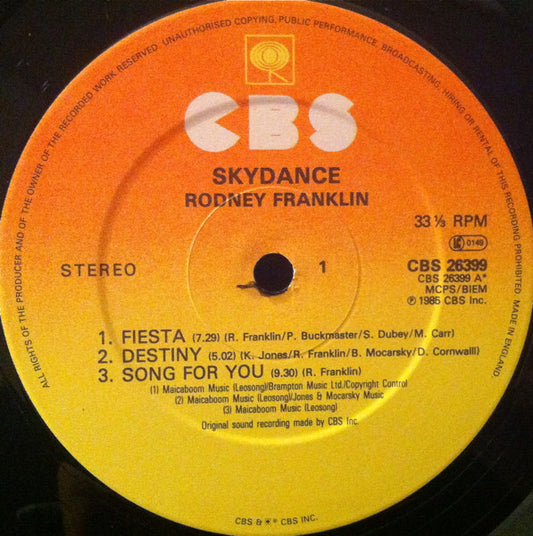 ALL RIGHTS OF THE PRODUCER AND OF THE OWNER OF THE RECORDED WORK RESERVED. UNAUTHORISED COPYING, PUBLIC PERFORMANCE, BROADCASTING, HIRING OR RENTAL OF THIS RECORDING PROHIBITED. MADE IN ENGLAND.
CBS
SKYDANCE
RODNEY FRANKLIN
33⅓ RPM
LC 0149
STEREO
1
CBS 26399
CBS 26399 A*
MCPS/BIEM
℗ 1985 CBS Inc.
1. FIESTA (7.29) (R. Franklin/P. Buckmaster/S. Dubey/M. Carr)
2. DESTINY (5.02) (K. Jones/R. Franklin/B. Mocarsky/D. Cornwalll)
3. SONG FOR YOU (9.30) (R. Franklin)
(1) Maicaboom Music (Leosong)/Brampton Music Ltd./Copyright Control
(2) Maicaboom Music (Leosong)/Jones & Mocarsky Music
(3) Maicaboom Music (Leosong)
Original sound recording made by CBS Inc.
CBS & ® CBS INC.